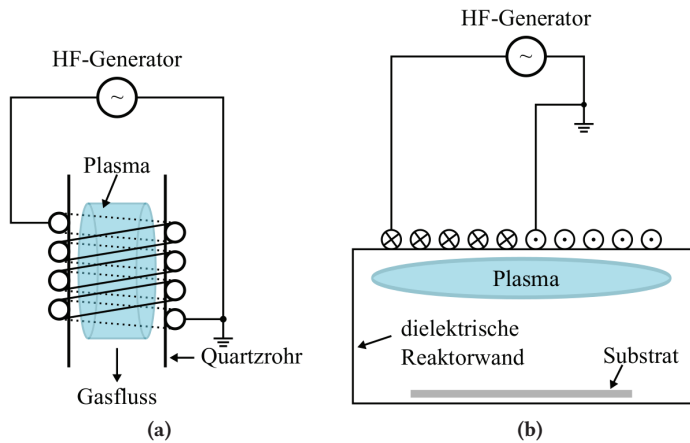 HF-Generator
~
Plasma
Quartzrohr
Gasfluss
(a)
HF-Generator
~
Plasma
dielektrische
Reaktorwand
Substrat
(b)